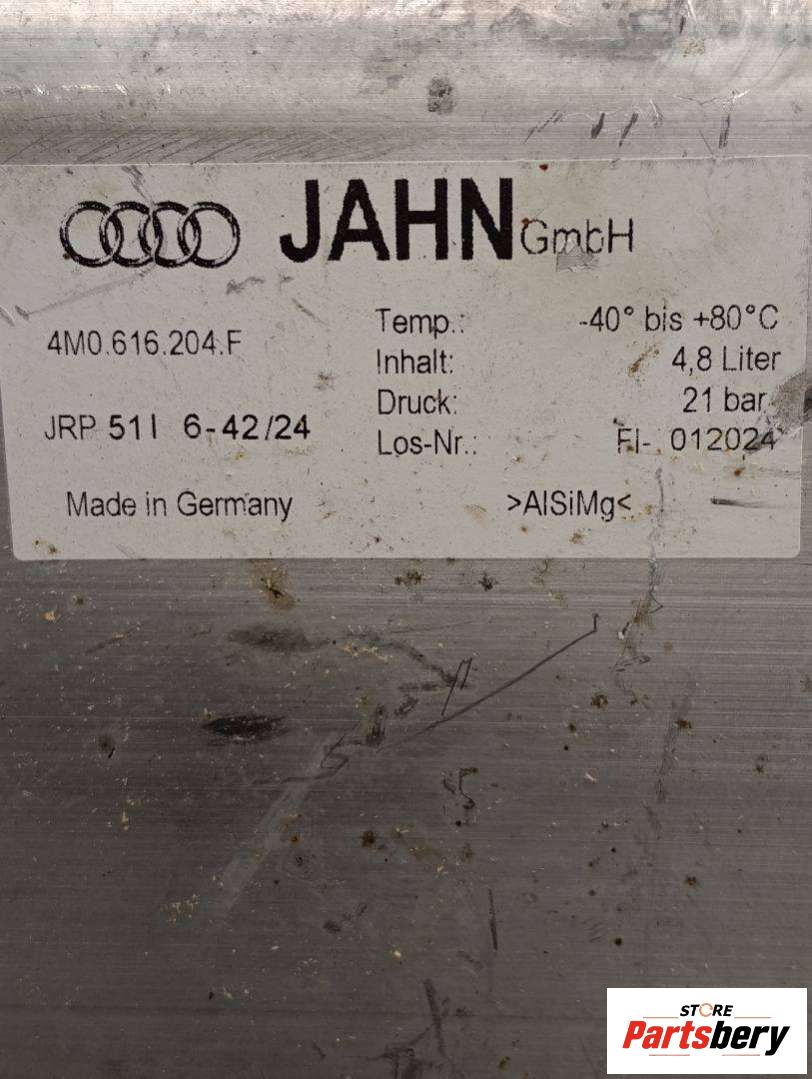 JAHN GmbH
4M0.616.204.F
Temp.: -40° bis +80°C
Inhalt: 4,8 Liter
Druck: 21 bar
JRP 51I 6-42/24
Los-Nr.: FI- 012024
Made in Germany
>AlSiMg<
STORE
Partsbery